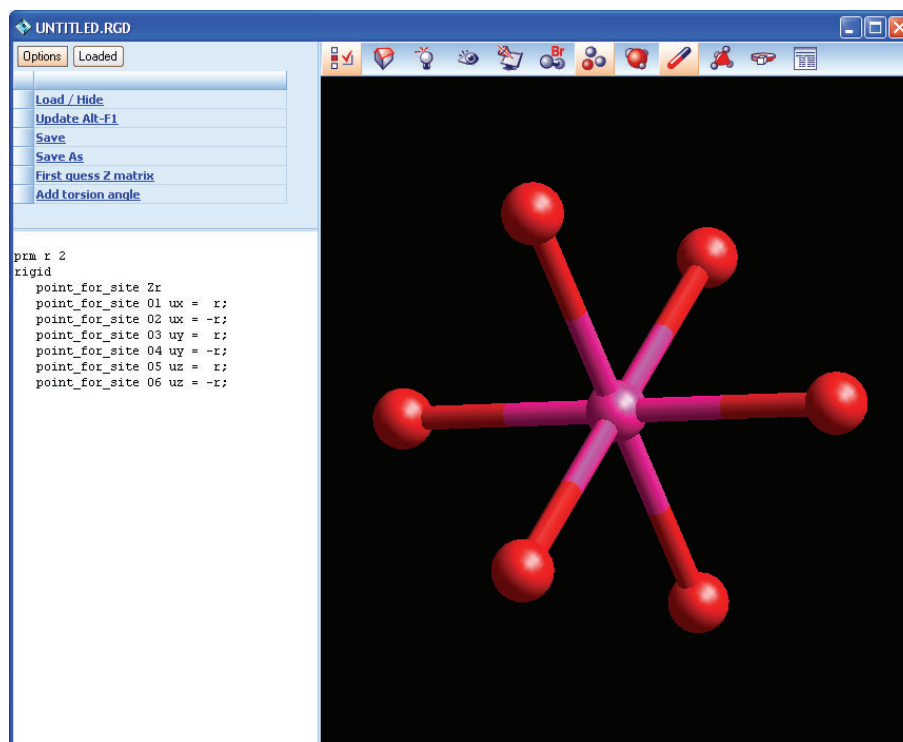 UNTITLED.RGD
Options Loaded
Br
Load / Hide
Update Alt-F1
Save
Save As
First quess Z matrix
Add torsion angle
prm r 2
rigid
point_for_site Zr
point_for_site O1 ux =  r;
point_for_site O2 ux = -r;
point_for_site O3 uy =  r;
point_for_site O4 uy = -r;
point_for_site O5 uz =  r;
point_for_site O6 uz = -r;